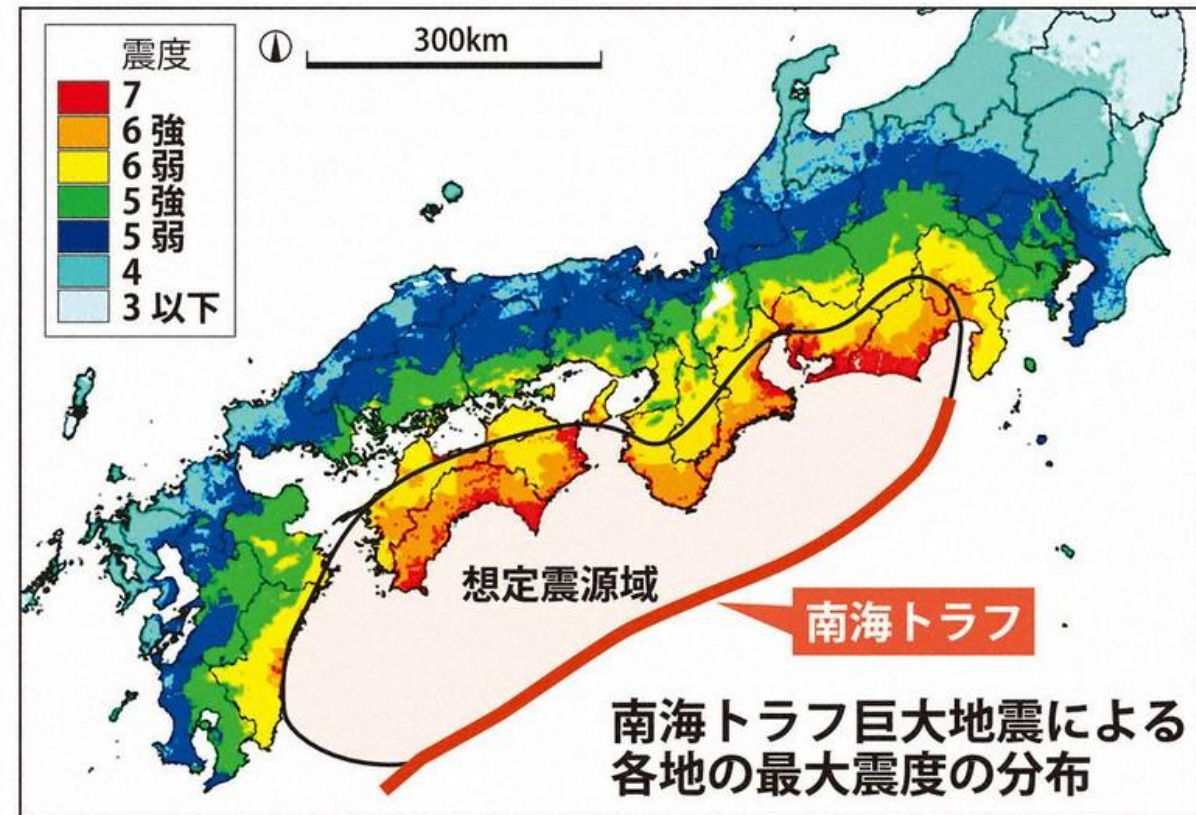 震度
7
6 強
6 弱
5 強
5 弱
4
3 以下
300km
想定震源域
南海トラフ
南海トラフ巨大地震による
各地の最大震度の分布